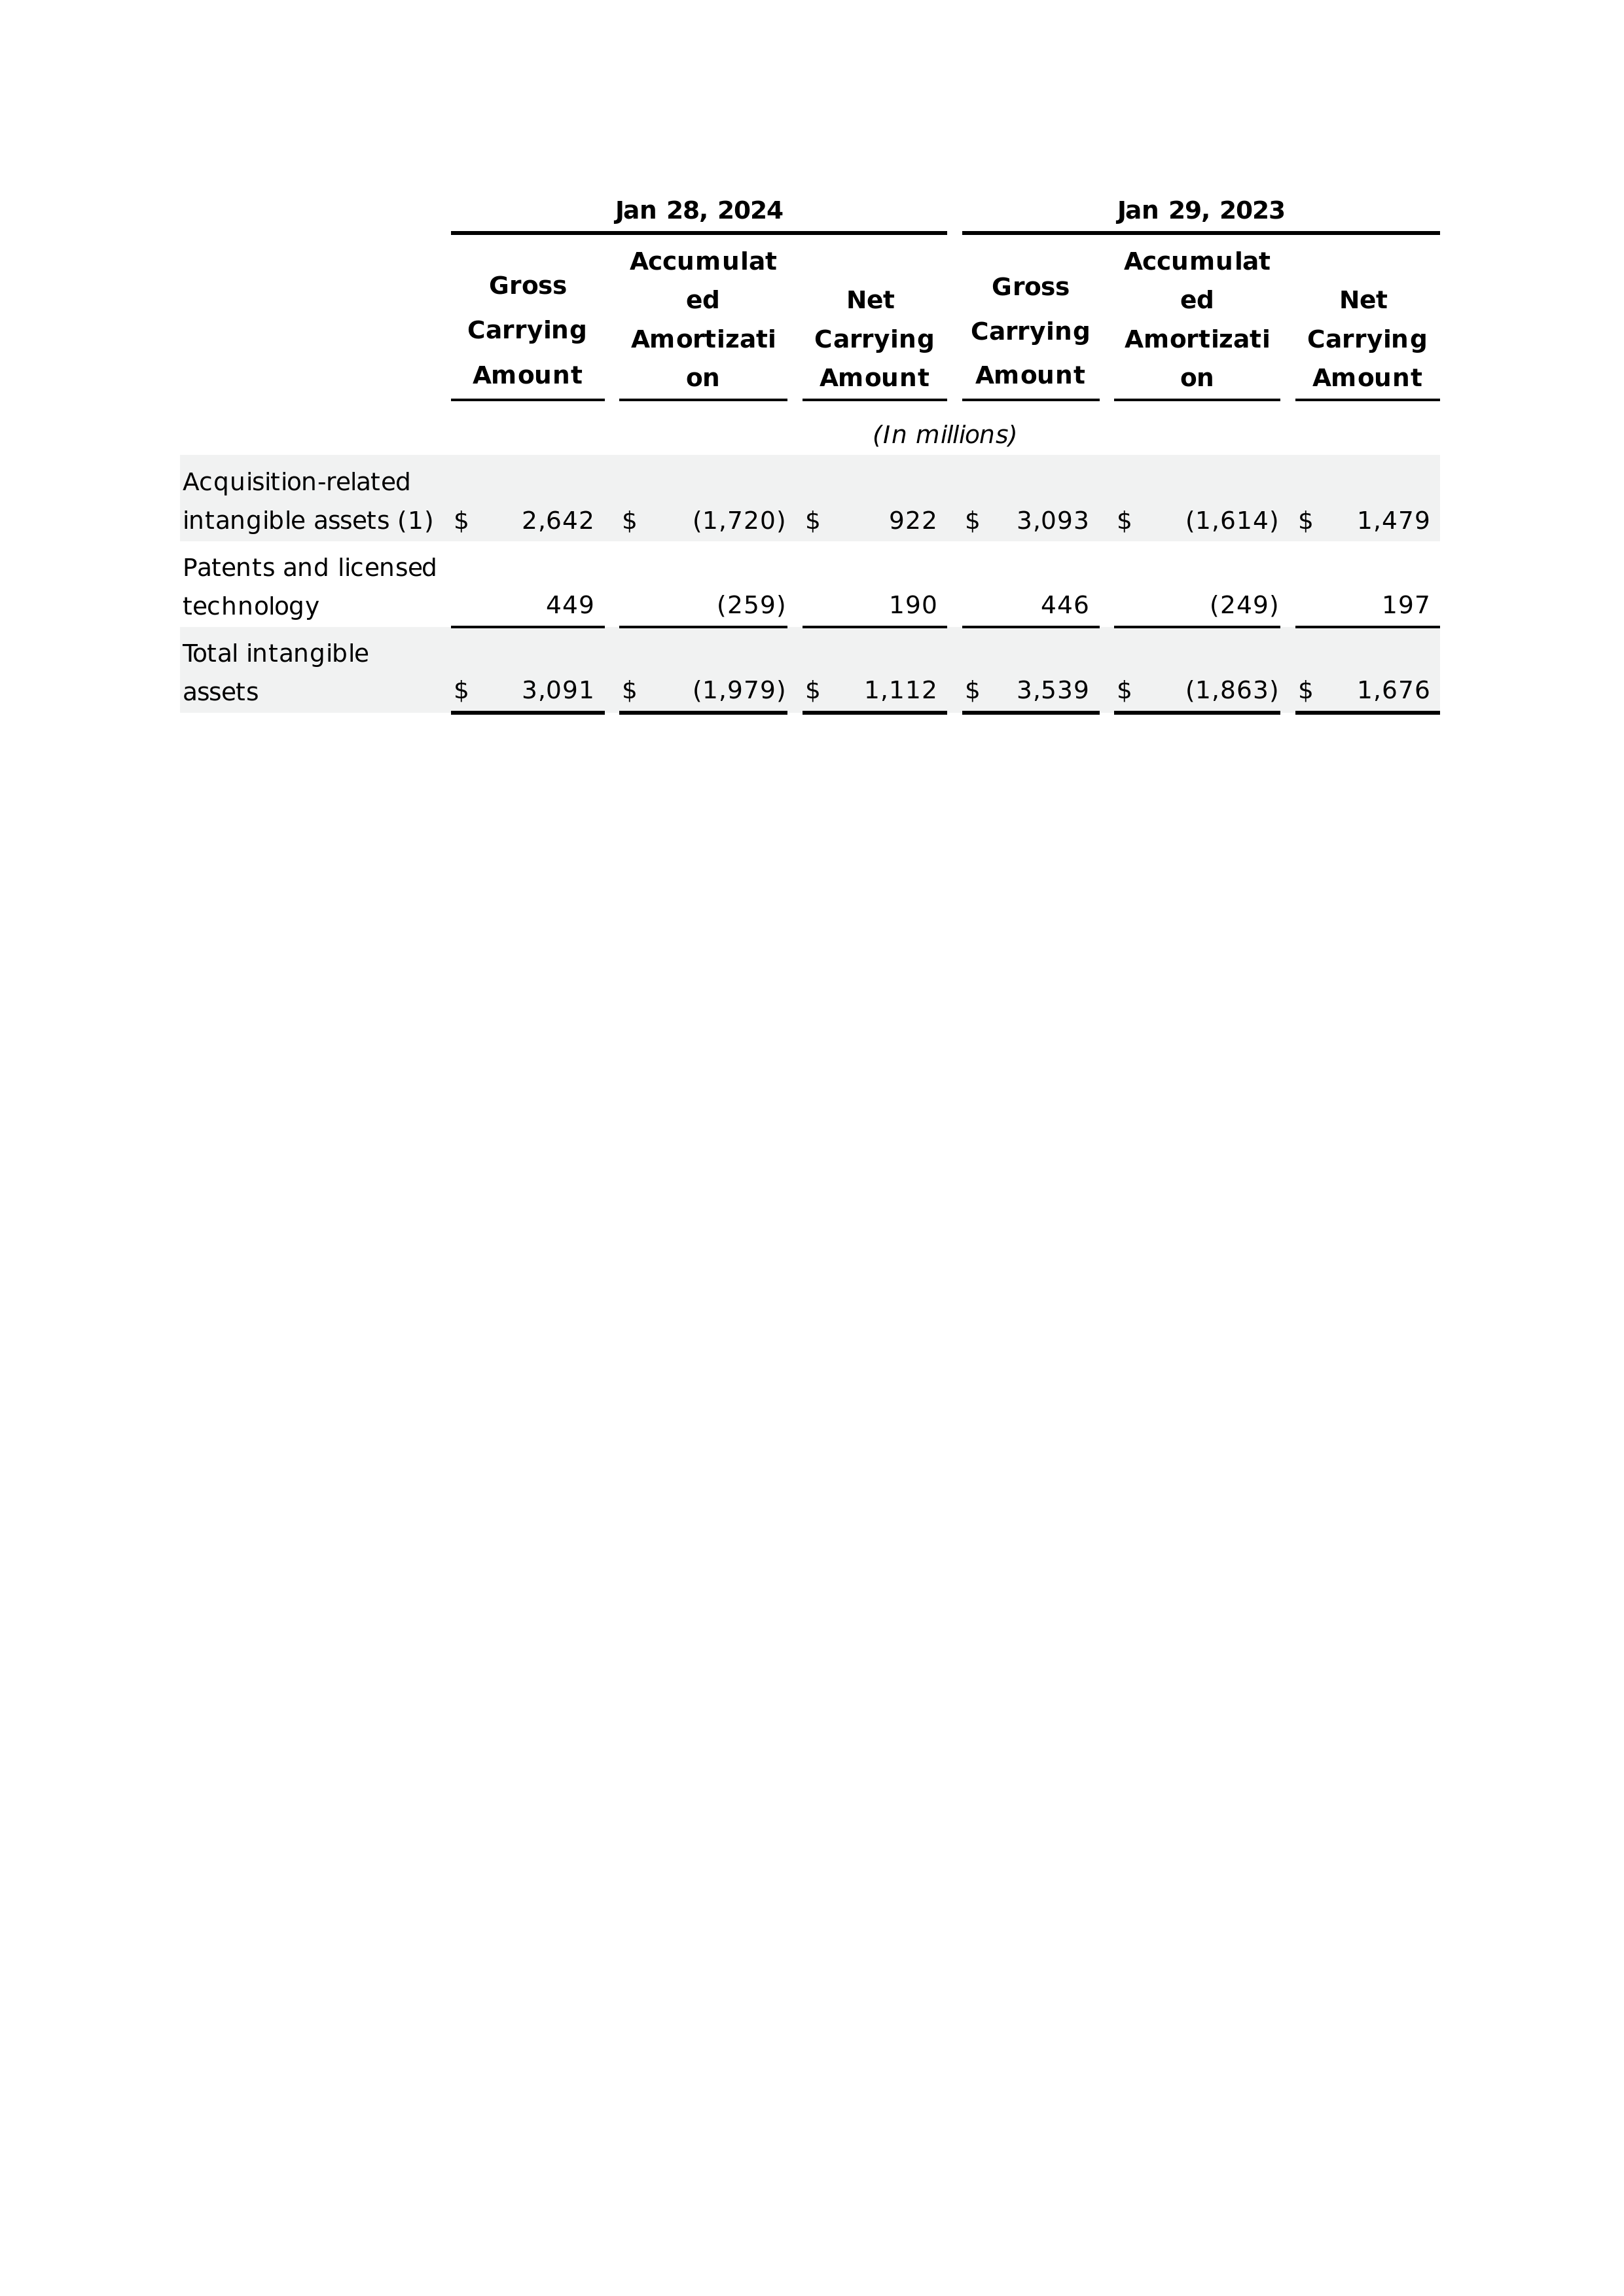 Jan 28, 2024 Jan 29, 2023
Gross Carrying Amount Accumulated Amortization Net Carrying Amount Gross Carrying Amount Accumulated Amortization Net Carrying Amount
(In millions)
Acquisition-related
intangible assets (1) $ 2,642 $ (1,720) $ 922 $ 3,093 $ (1,614) $ 1,479
Patents and licensed
technology 449 (259) 190 446 (249) 197
Total intangible
assets $ 3,091 $ (1,979) $ 1,112 $ 3,539 $ (1,863) $ 1,676